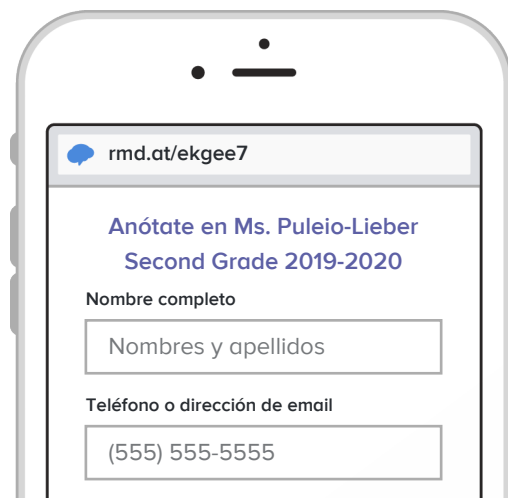 rmd.at/ekgee7
Anótate en Ms. Puleio-Lieber
Second Grade 2019-2020
Nombre completo
Nombres y apellidos
Teléfono o dirección de email
(555) 555-5555